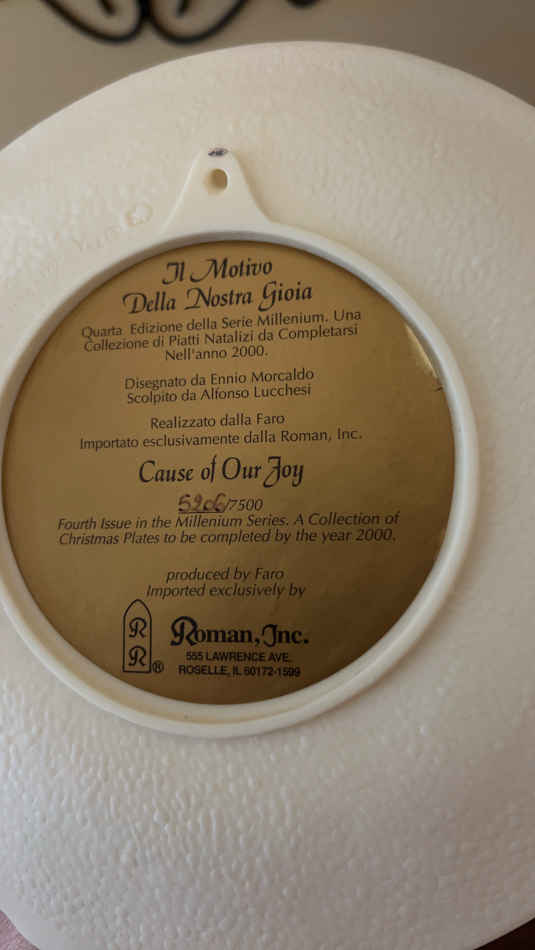 Il Motivo
Della Nostra Gioia
Quarta Edizione della Serie Millenium. Una
Collezione di Piatti Natalizi da Completarsi
Nell'anno 2000.
Disegnato da Ennio Morcaldo
Scolpito da Alfonso Lucchesi
Realizzato dalla Faro
Importato esclusivamente dalla Roman, Inc.
Cause of Our Joy
5206/7500
Fourth Issue in the Millenium Series. A Collection of
Christmas Plates to be completed by the year 2000.
produced by Faro
Imported exclusively by
R
R ®
Roman, Inc.
555 LAWRENCE AVE.
ROSELLE, IL 60172-1599